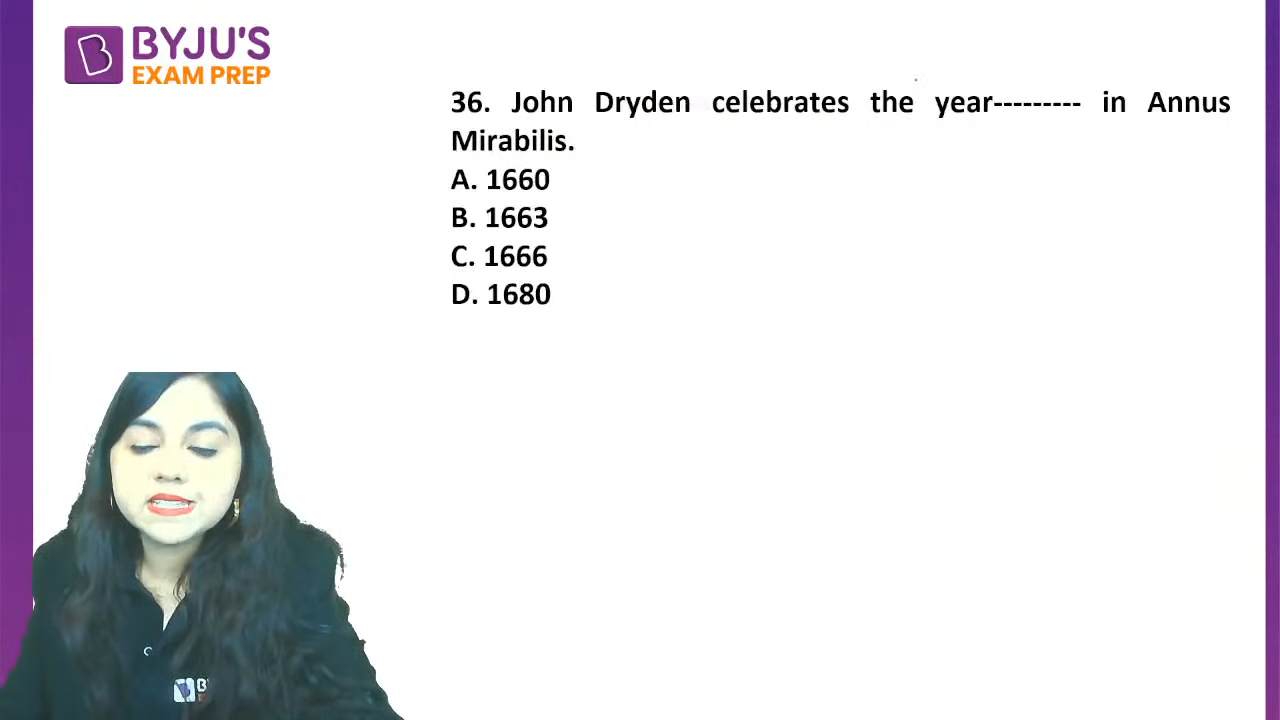 BYJU'S
EXAM PREP
36. John Dryden celebrates the year--------- in Annus
Mirabilis.
A. 1660
B. 1663
C. 1666
D. 1680